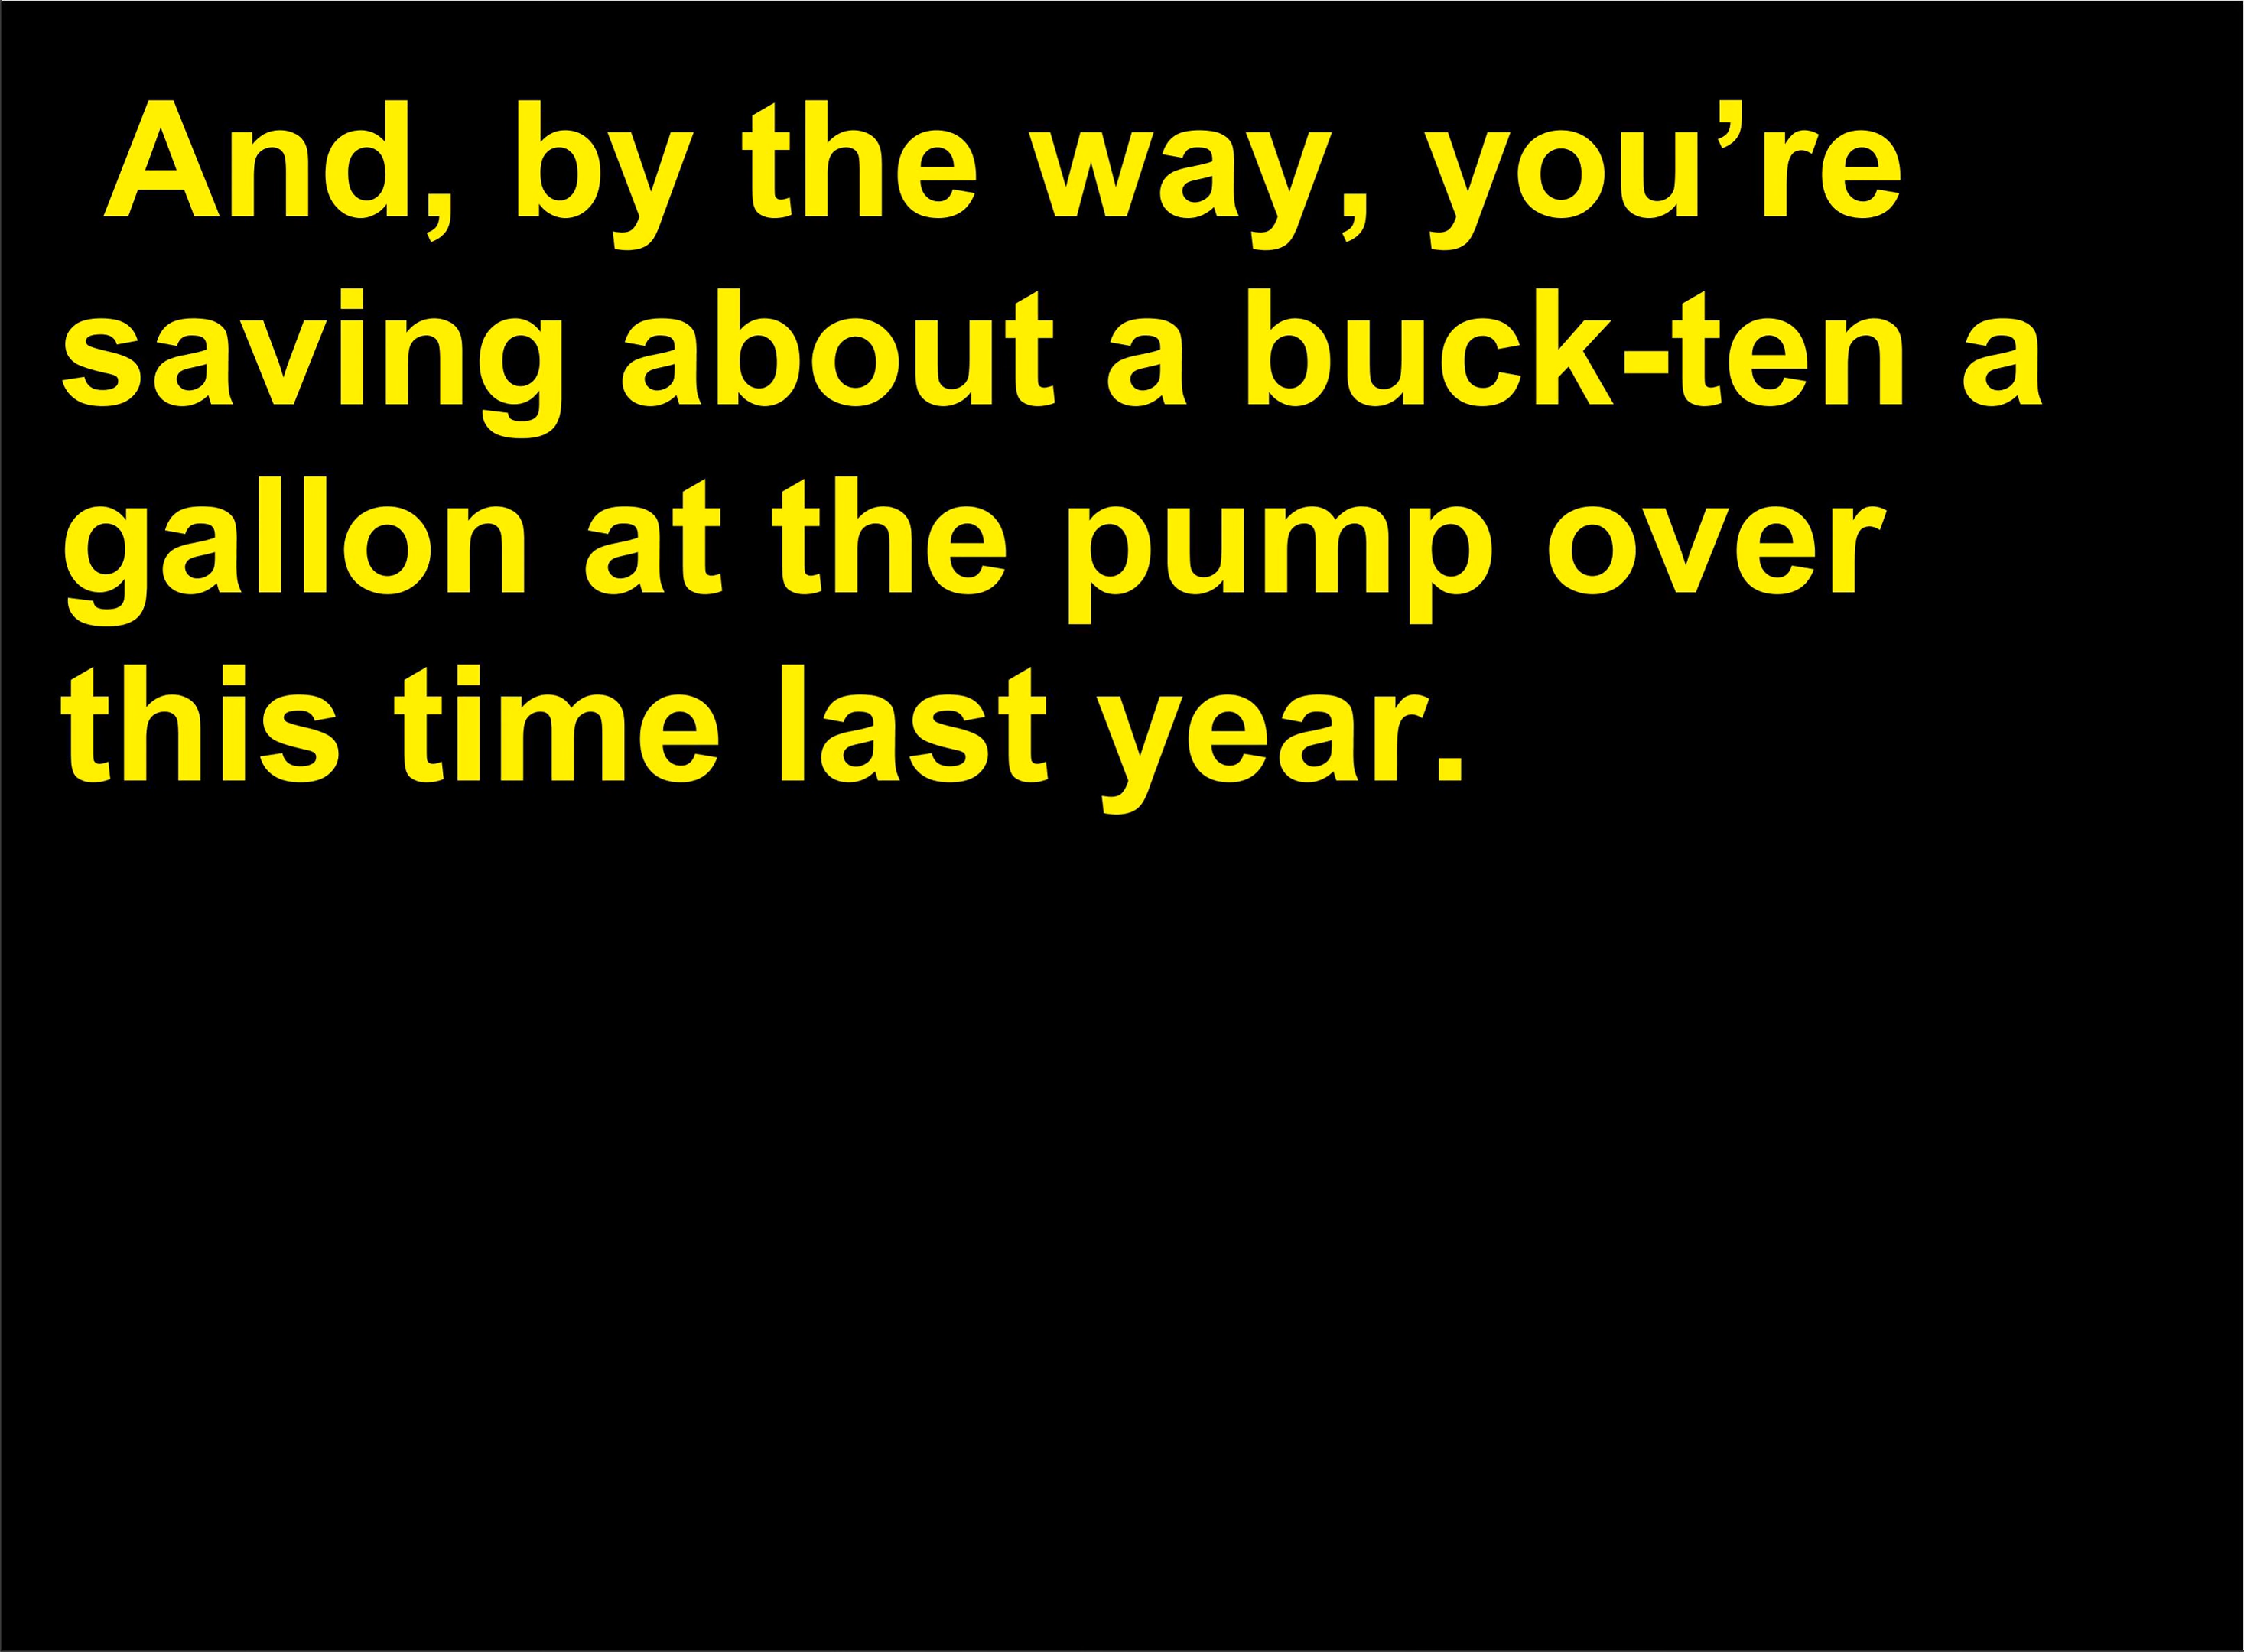 And, by the way, you’re
saving about a buck-ten a
gallon at the pump over
this time last year.